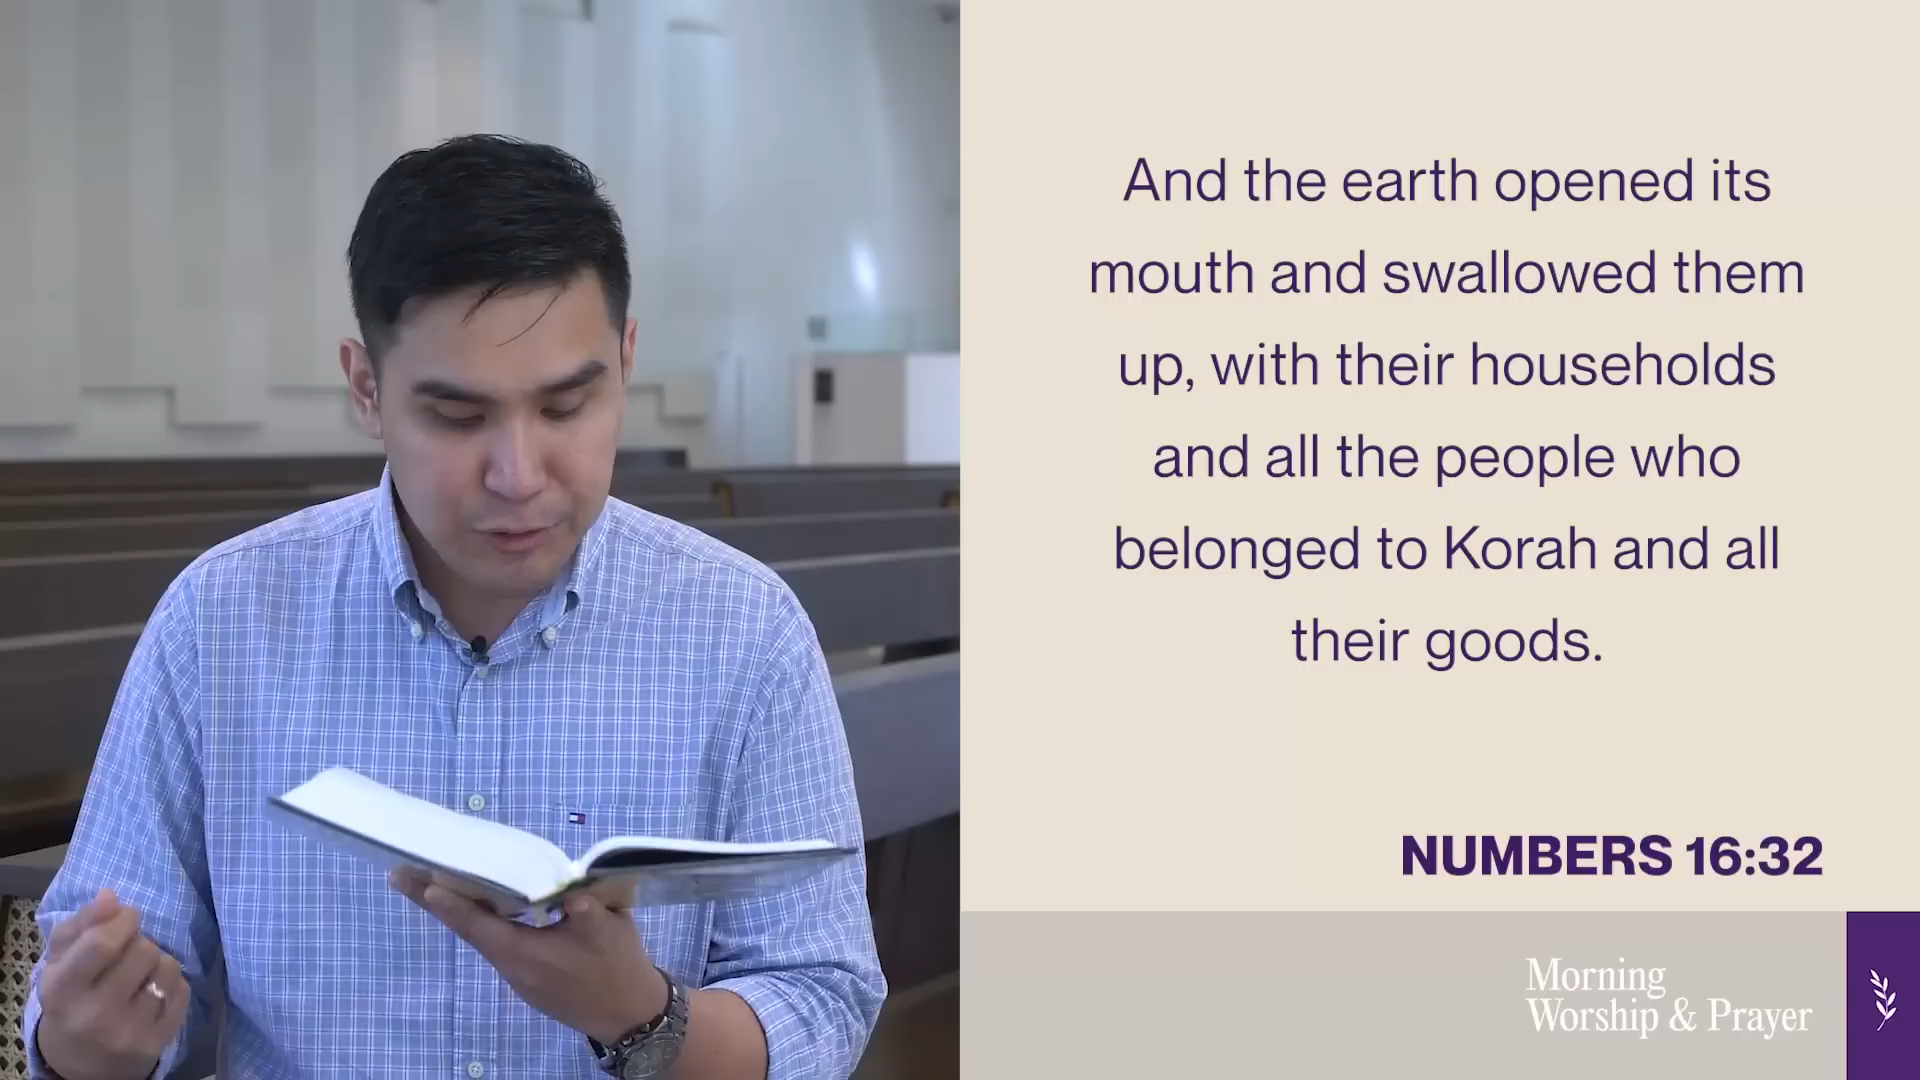 And the earth opened its
mouth and swallowed them
up, with their households
and all the people who
belonged to Korah and all
their goods.
NUMBERS 16:32
Morning
Worship & Prayer